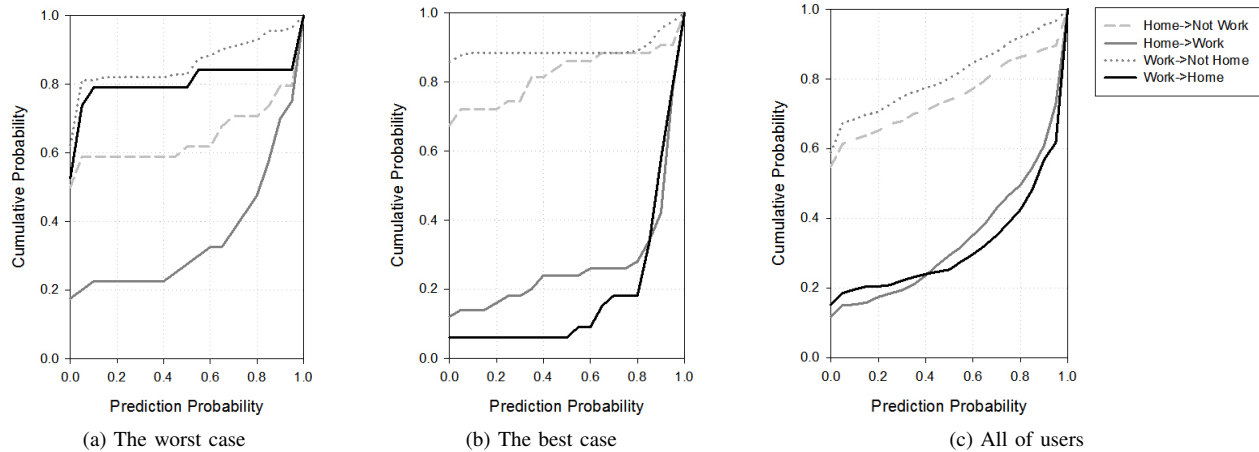 1.0
0.8
0.6
0.4
0.2
0.0
Cumulative Probability
0.0 0.2 0.4 0.6 0.8 1.0
Prediction Probability
(a) The worst case
1.0
0.8
0.6
0.4
0.2
0.0
Cumulative Probability
0.0 0.2 0.4 0.6 0.8 1.0
Prediction Probability
(b) The best case
1.0
0.8
0.6
0.4
0.2
0.0
Cumulative Probability
0.0 0.2 0.4 0.6 0.8 1.0
Prediction Probability
(c) All of users
Home->Not Work
Home->Work
Work->Not Home
Work->Home